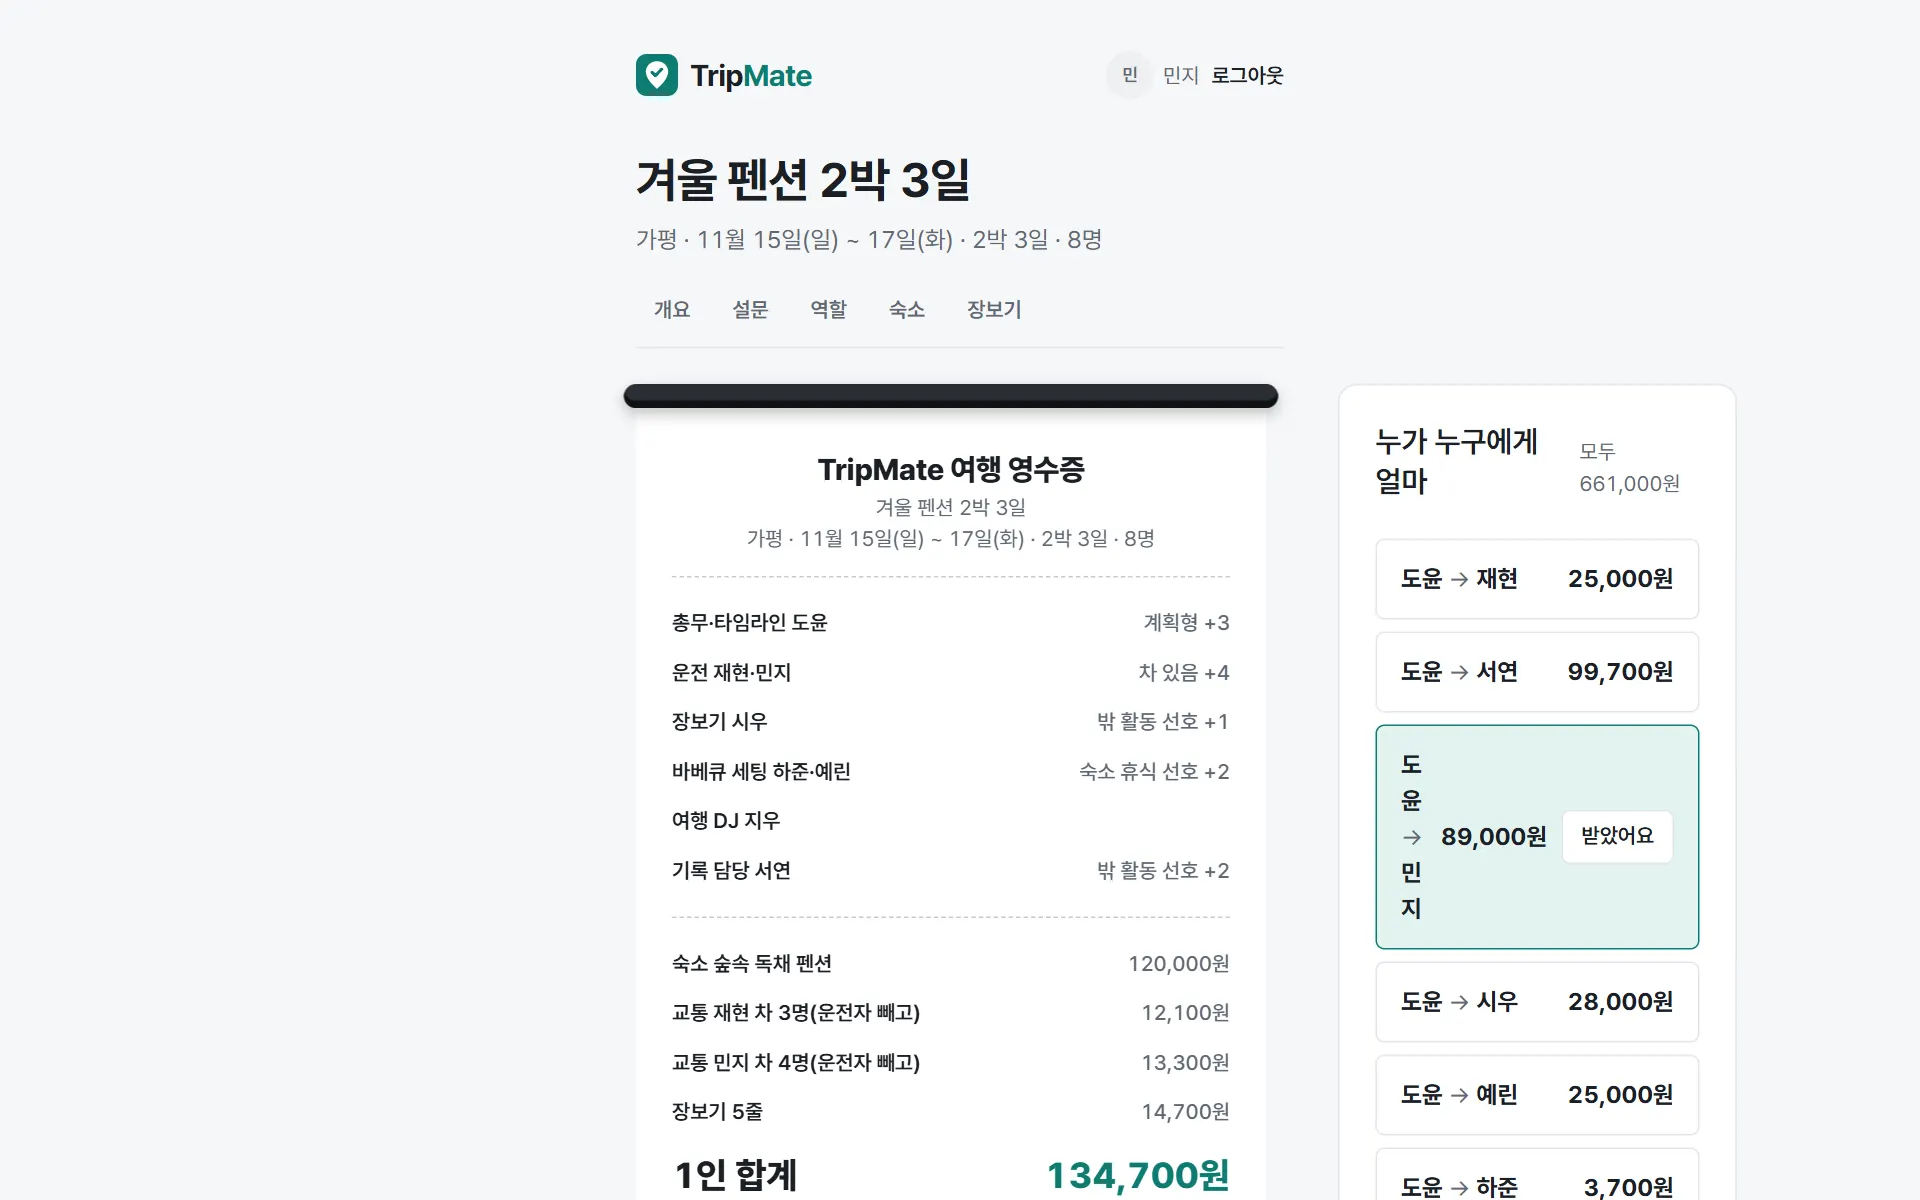 TripMate
민 민지 로그아웃
겨울 펜션 2박 3일
가평 · 11월 15일(일) ~ 17일(화) · 2박 3일 · 8명
개요 설문 역할 숙소 장보기
TripMate 여행 영수증
겨울 펜션 2박 3일
가평 · 11월 15일(일) ~ 17일(화) · 2박 3일 · 8명
총무·타임라인 도윤 계획형 +3
운전 재현·민지 차 있음 +4
장보기 시우 밖 활동 선호 +1
바베큐 세팅 하준·예린 숙소 휴식 선호 +2
여행 DJ 지우
기록 담당 서연 밖 활동 선호 +2
숙소 숲속 독채 펜션 120,000원
교통 재현 차 3명(운전자 빼고) 12,100원
교통 민지 차 4명(운전자 빼고) 13,300원
장보기 5줄 14,700원
1인 합계 134,700원
누가 누구에게
얼마
모두
661,000원
도윤 → 재현 25,000원
도윤 → 서연 99,700원
도
윤
→ 89,000원 받았어요
민
지
도윤 → 시우 28,000원
도윤 → 예린 25,000원
도윤 → 하준 3,700원